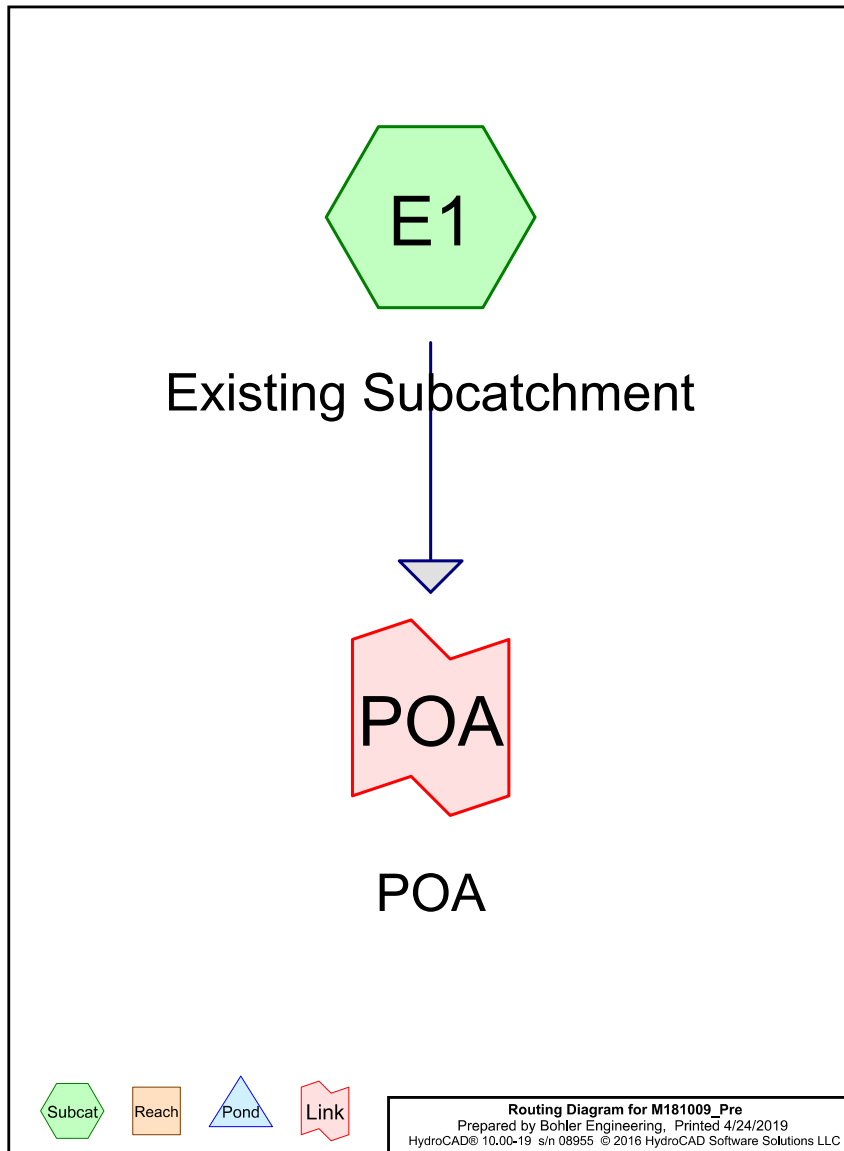 E1
Existing Subcatchment
POA
POA
Subcat
Reach
Pond
Link
Routing Diagram for M181009_Pre
Prepared by Bohler Engineering, Printed 4/24/2019
HydroCAD® 10.00-19 s/n 08955 © 2016 HydroCAD Software Solutions LLC